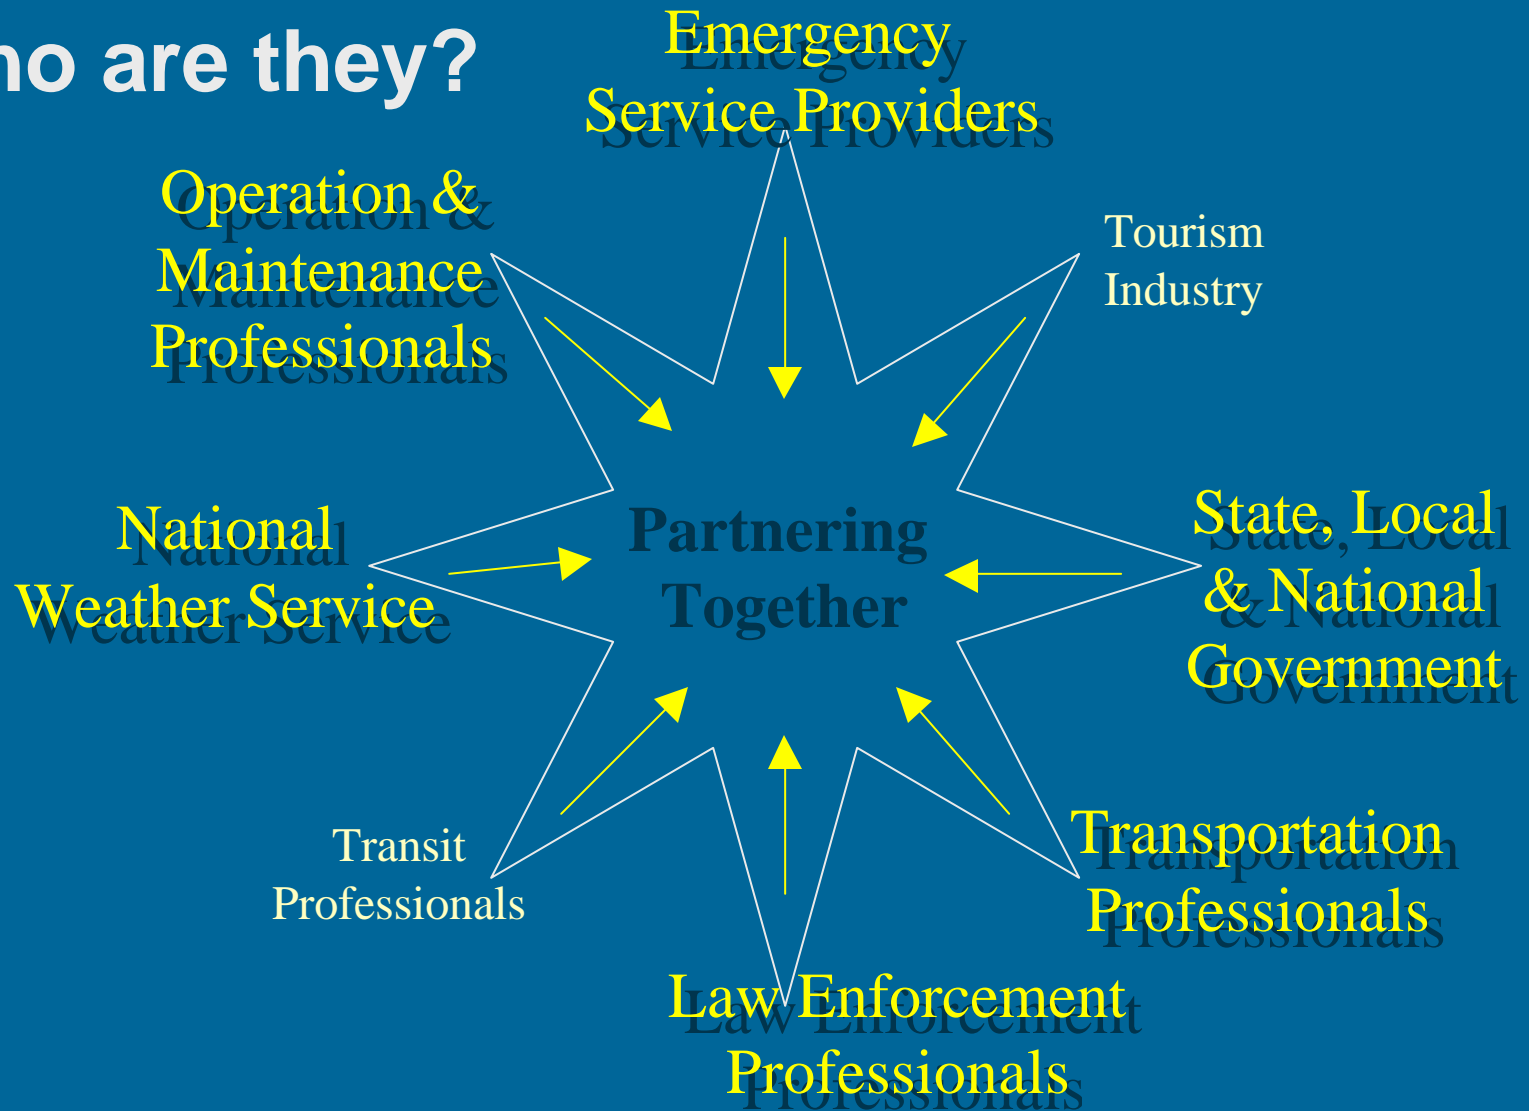 ho are they?
Emergency
Service Providers
Operation &
Maintenance
Professionals
Tourism
Industry
National
Weather Service
Partnering
Together
State, Local
& National
Government
Transit
Professionals
Transportation
Professionals
Law Enforcement
Professionals